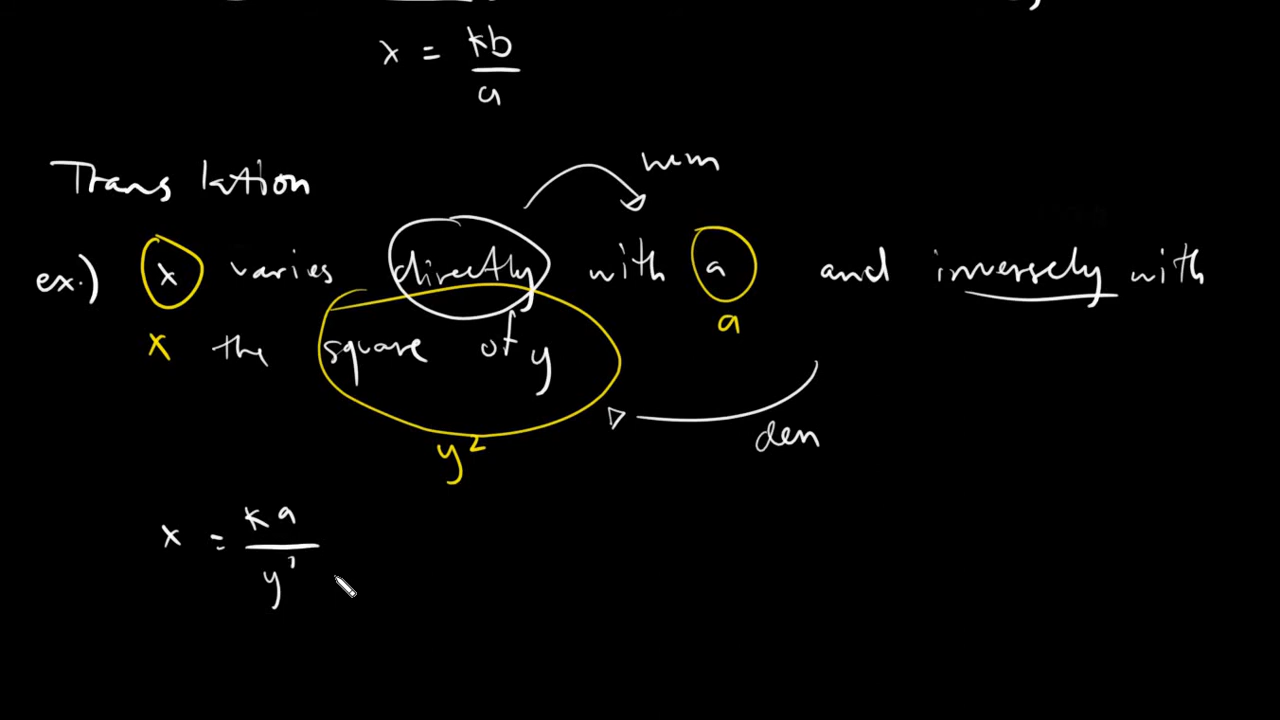 x = kb/a
Translation
num
ex.) x varies directly with a and inversely with
x the square of y
a
y²
den
x = ka/y²